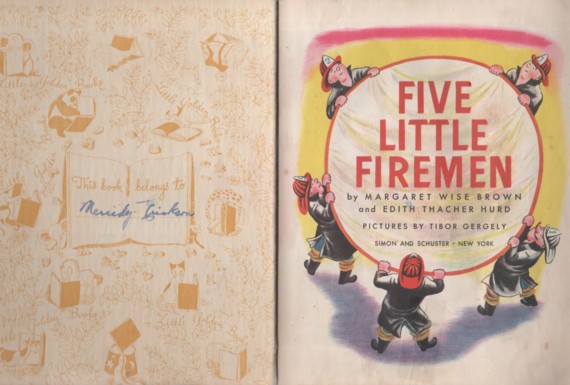 This book belongs to
FIVE
LITTLE
FIREMEN
by MARGARET WISE BROWN
and EDITH THACHER HURD
PICTURES BY TIBOR GERGELY
SIMON AND SCHUSTER • NEW YORK